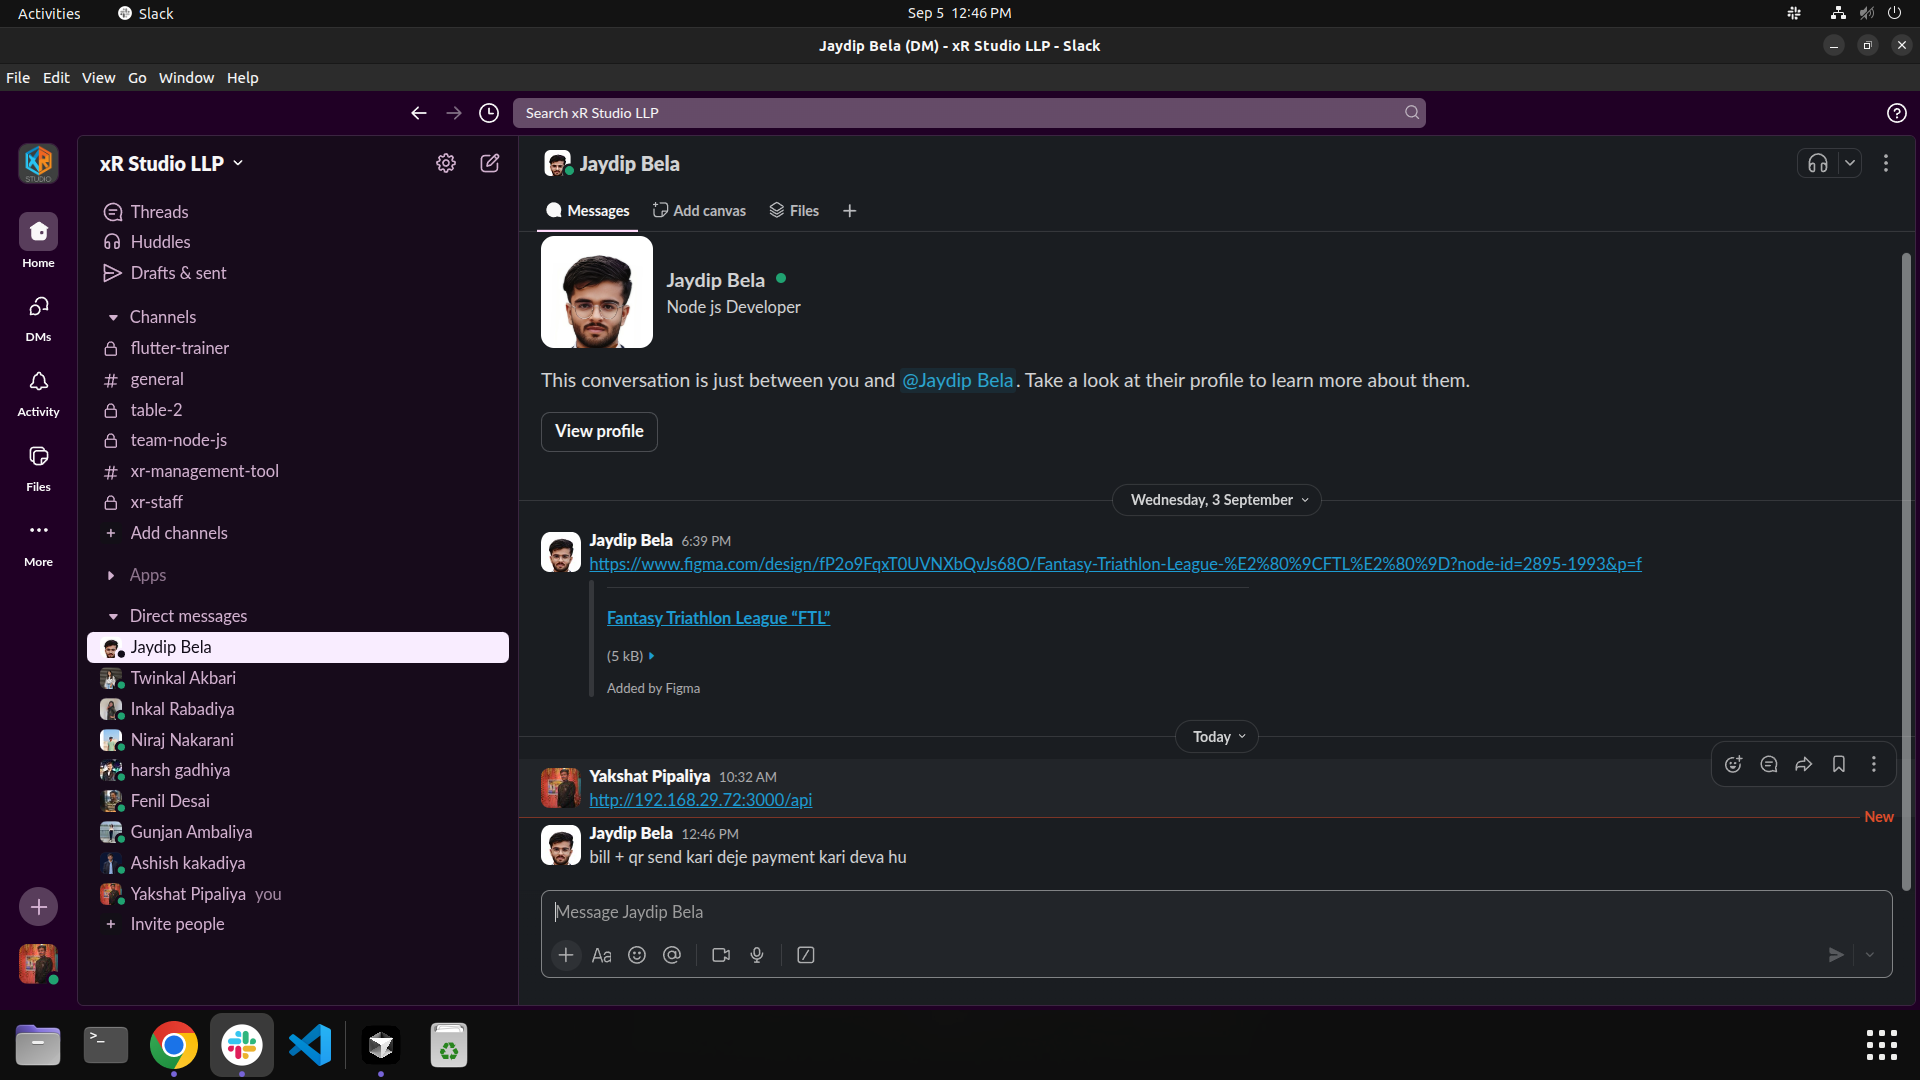 Activities
Slack
Sep 5 12:46 PM
Jaydip Bela (DM) - xR Studio LLP - Slack
File Edit View Go Window Help
Search xR Studio LLP
XR
STUDIO
Home
DMs
Activity
Files
More
xR Studio LLP
Threads
Huddles
Drafts & sent
Channels
flutter-trainer
# general
table-2
team-node-js
# xr-management-tool
xr-staff
+ Add channels
Apps
Direct messages
Jaydip Bela
Twinkal Akbari
Inkal Rabadiya
Niraj Nakarani
harsh gadhiya
Fenil Desai
Gunjan Ambaliya
Ashish kakadiya
Yakshat Pipaliya you
+ Invite people
Jaydip Bela
Messages
Add canvas
Files
+
Jaydip Bela
Node js Developer
This conversation is just between you and @Jaydip Bela. Take a look at their profile to learn more about them.
View profile
Wednesday, 3 September
Jaydip Bela 6:39 PM
https://www.figma.com/design/fP2o9FqxT0UVNXbQvJs68O/Fantasy-Triathlon-League-%E2%80%9CFTL%E2%80%9D?node-id=2895-1993&p=f
Fantasy Triathlon League “FTL”
(5 kB)
Added by Figma
Today
Yakshat Pipaliya 10:32 AM
http://192.168.29.72:3000/api
New
Jaydip Bela 12:46 PM
bill + qr send kari deje payment kari deva hu
Message Jaydip Bela
+ Aa @